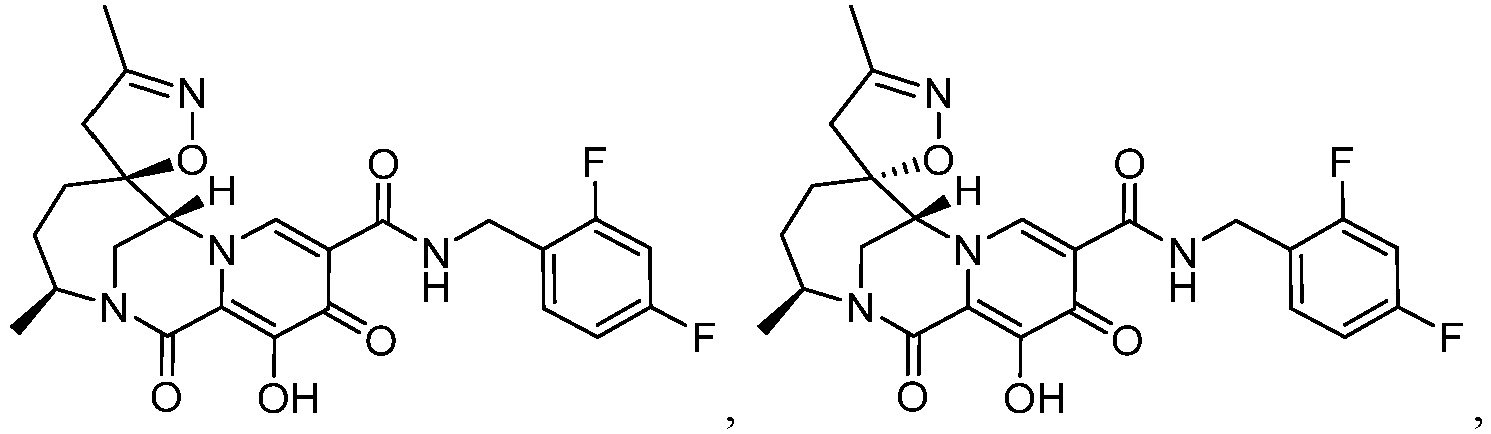 N N
O H O F O H O F
N N
N H N H
N N
O F O F
O OH , O OH ,